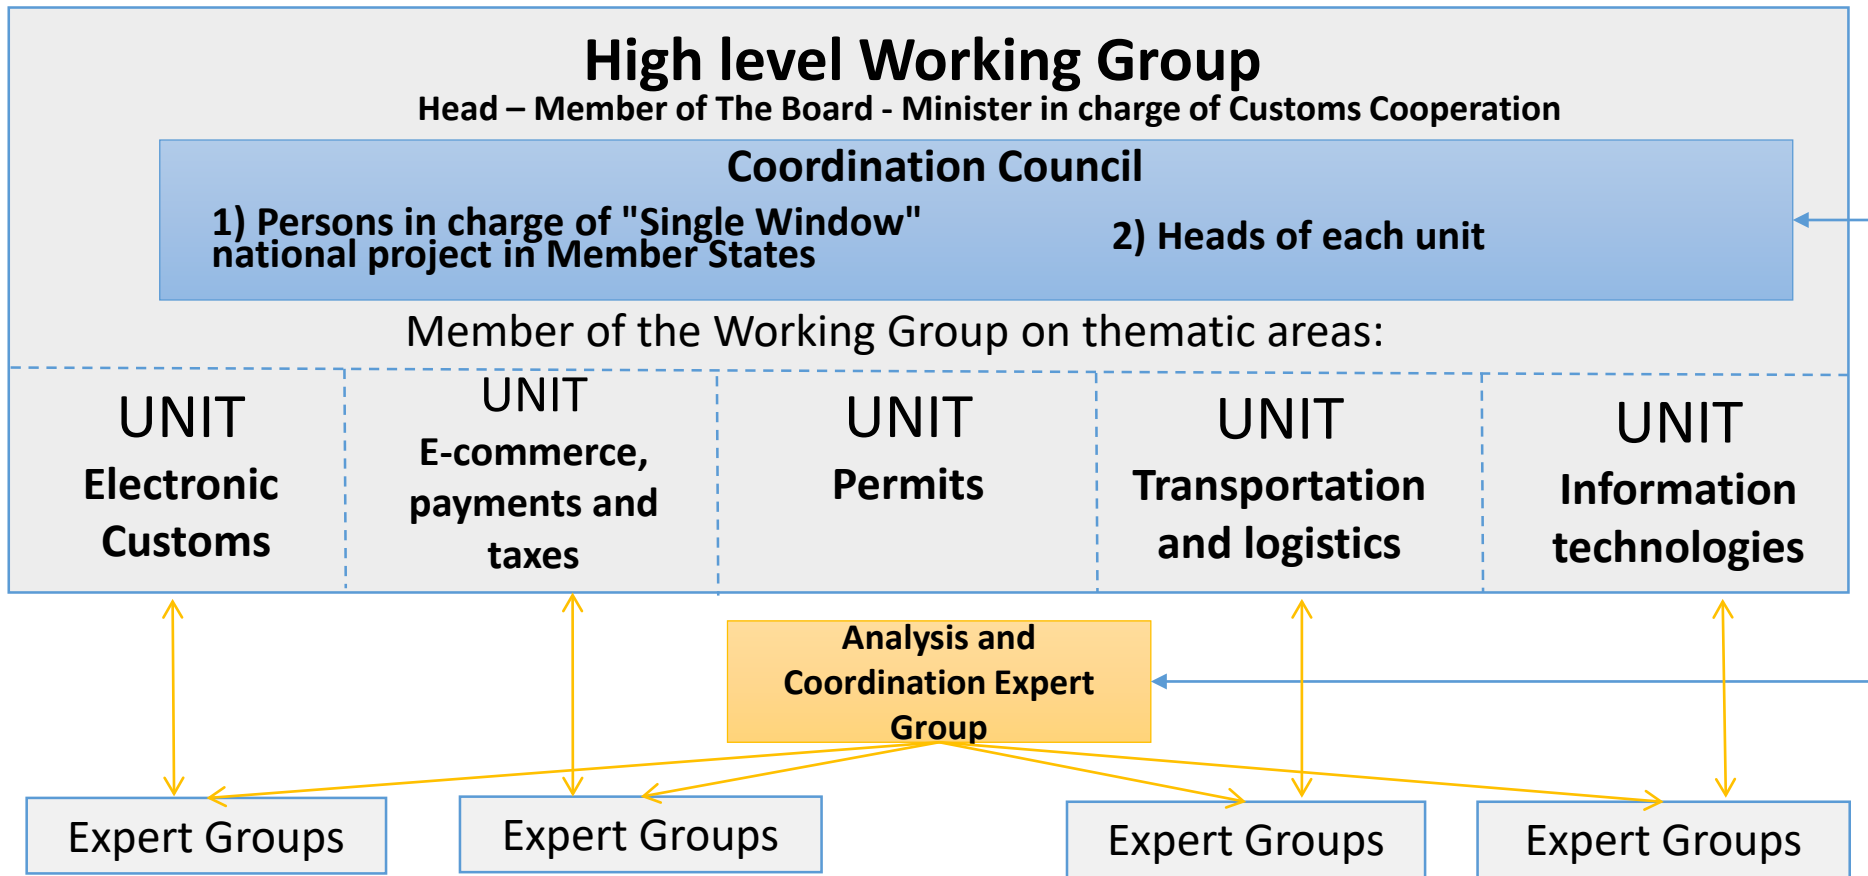 High level Working Group
Head – Member of The Board - Minister in charge of Customs Cooperation
Coordination Council
1) Persons in charge of "Single Window"
national project in Member States
2) Heads of each unit
Member of the Working Group on thematic areas:
UNIT
Electronic
Customs
UNIT
E-commerce,
payments and
taxes
UNIT
Permits
UNIT
Transportation
and logistics
UNIT
Information
technologies
Analysis and
Coordination Expert
Group
Expert Groups
Expert Groups
Expert Groups
Expert Groups